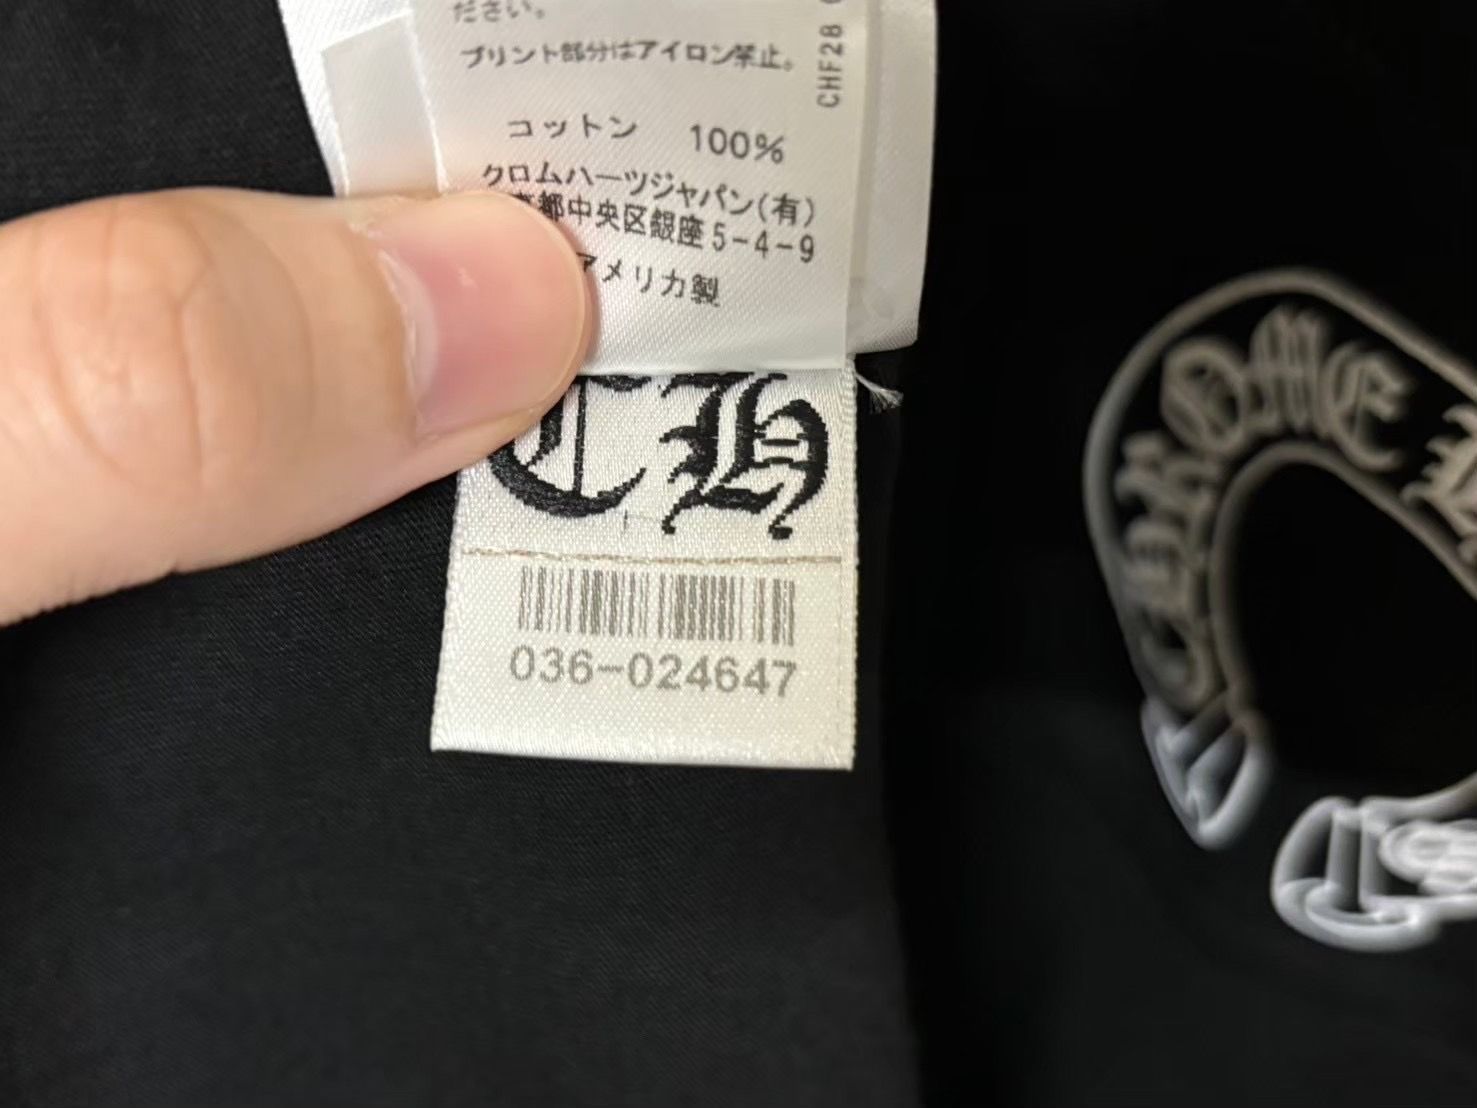 ださい。
プリント部分はアイロン禁止。
コットン 100%
クロムハーツジャパン(有)
都中央区銀座5-4-9
アメリカ製
CHF28
CH
036-024647
CHROME